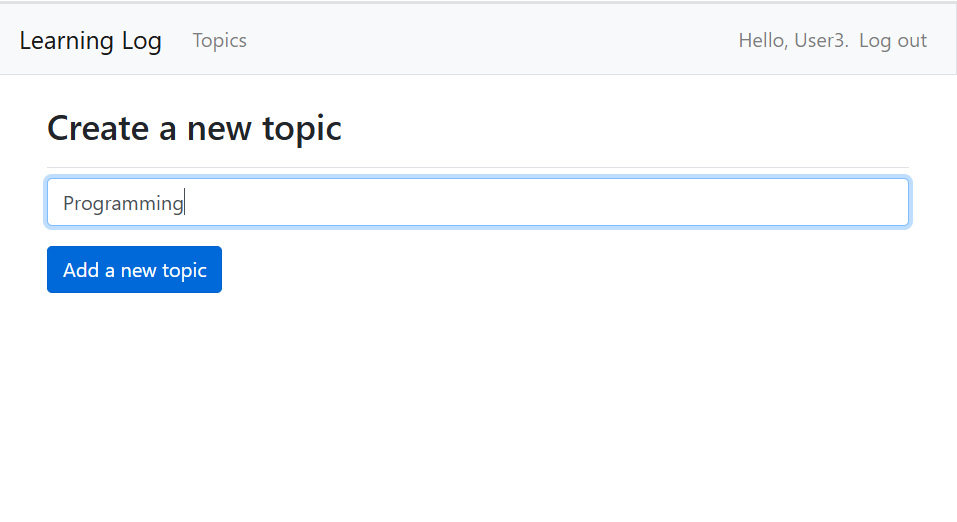 Learning Log Topics Hello, User3. Log out
Create a new topic
Programming
Add a new topic